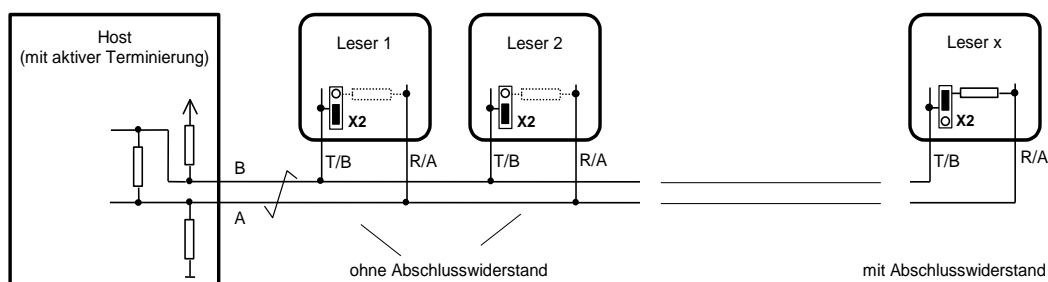 Host
(mit aktiver Terminierung)
Leser 1
Leser 2
Leser x
X2
X2
X2
T/B
R/A
T/B
R/A
T/B
R/A
B
A
ohne Abschlusswiderstand
mit Abschlusswiderstand